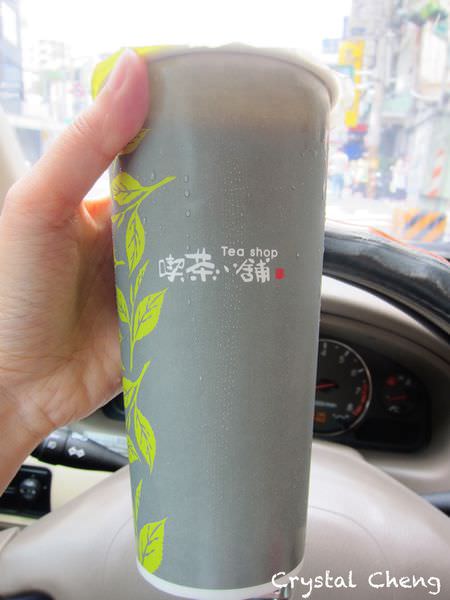 Tea shop
喫茶小舖
Crystal Cheng